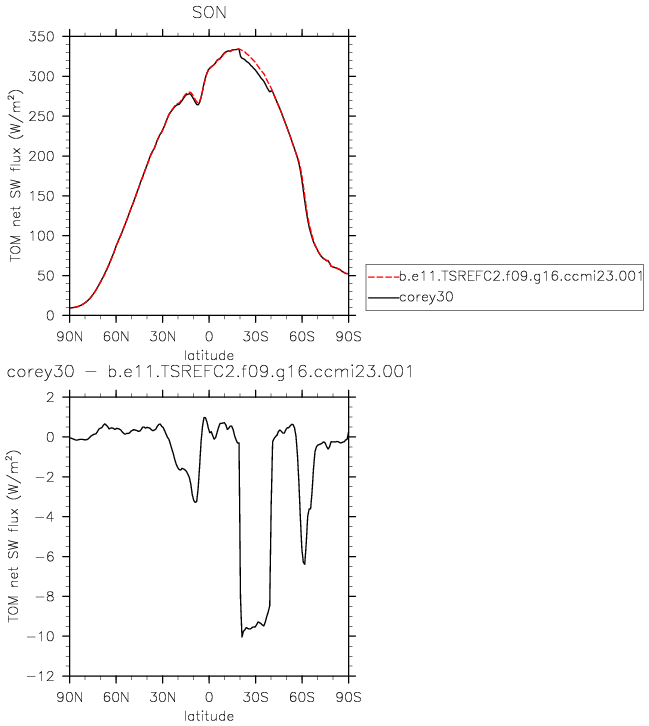 SON
350
300
250
200
150
100
50
0
TOM net SW flux (W/m²)
90N 60N 30N 0 30S 60S 90S
latitude
b.e11.TSREFC2.f09.g16.ccmi23.001
corey30
corey30 − b.e11.TSREFC2.f09.g16.ccmi23.001
2
0
−2
−4
−6
−8
−10
−12
TOM net SW flux (W/m²)
90N 60N 30N 0 30S 60S 90S
latitude